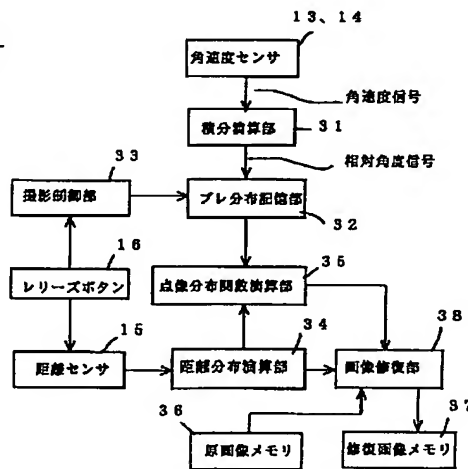 13、14
角速度センサ
角速度信号
積分演算部
31
相対角度信号
33
撮影制御部
ブレ分布記憶部
32
16
35
レリーズボタン
点像分布関数演算部
15
34
38
距離センサ
距離分布演算部
画像修復部
36
37
原画像メモリ
修復画像メモリ